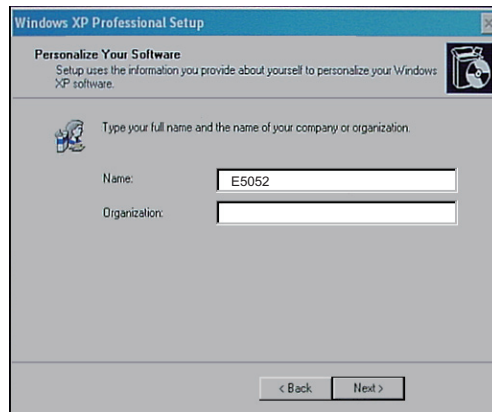 Windows XP Professional Setup
Personalize Your Software
Setup uses the information you provide about yourself to personalize your Windows
XP software.
Type your full name and the name of your company or organization.
Name:
E5052
Organization:
< Back
Next >